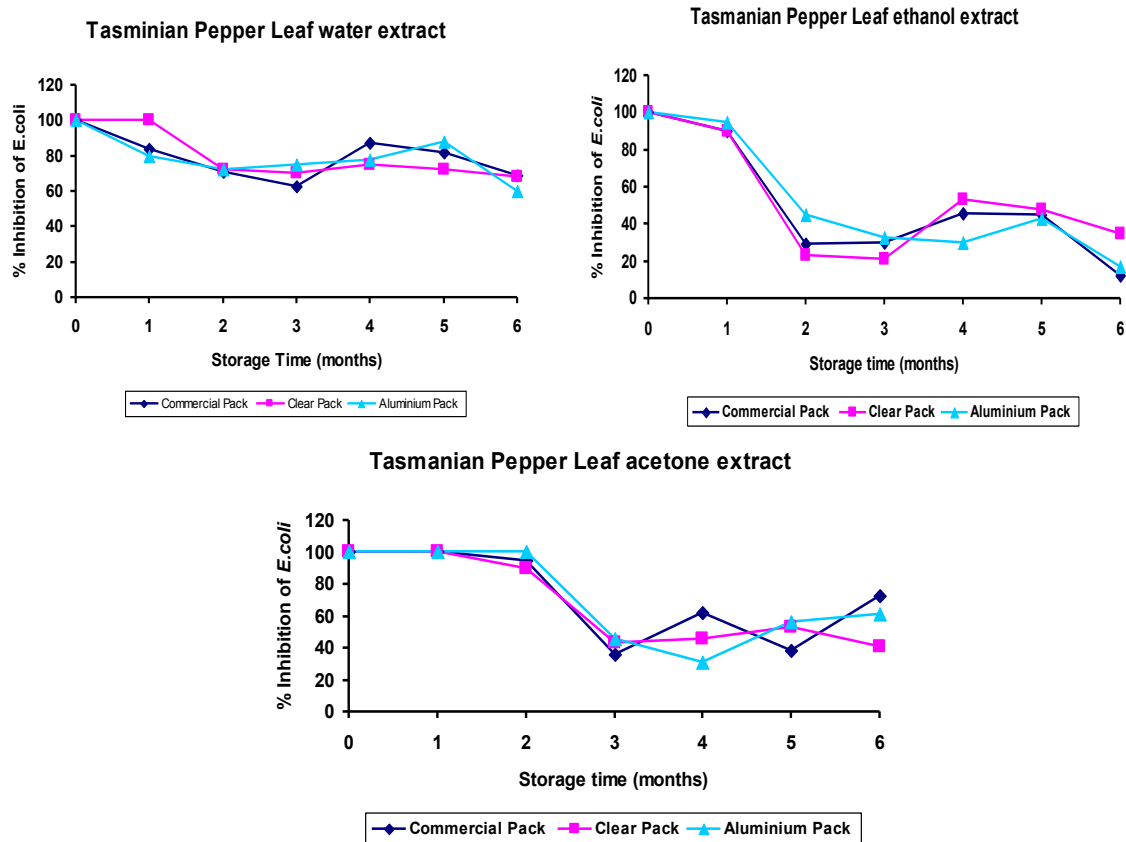 Tasminian Pepper Leaf water extract
% Inhibition of E.coli
120
100
80
60
40
20
0
0 1 2 3 4 5 6
Storage Time (months)
Commercial Pack Clear Pack Aluminium Pack
Tasmanian Pepper Leaf ethanol extract
% Inhibition of E.coli
120
100
80
60
40
20
0
0 1 2 3 4 5 6
Storage time (months)
Commercial Pack Clear Pack Aluminium Pack
Tasmanian Pepper Leaf acetone extract
% Inhibition of E.coli
120
100
80
60
40
20
0
0 1 2 3 4 5 6
Storage time (months)
Commercial Pack Clear Pack Aluminium Pack